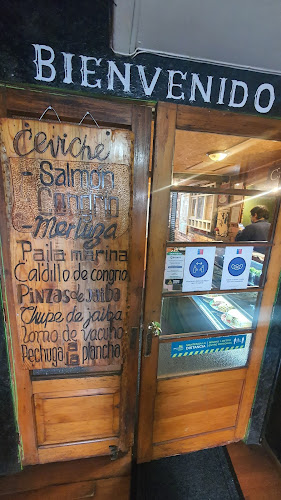 BIENVENIDO
Ceviche
- Salmon
Congrio
- Merluza
Paila marina
Caldillo de congrio
Pinzas de jaiba
Chupe de jaiba
Lomo de vacuno
Pechuga a plancha
DISTANCIA